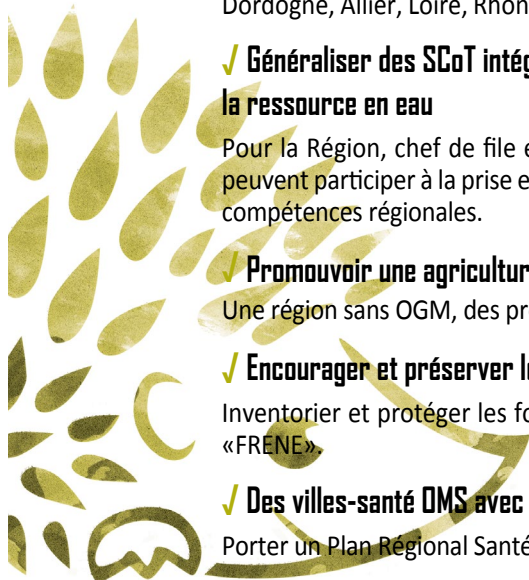 Dordogne, Allier, Loire, Rhôn
√ Généraliser des SCoT intég
la ressource en eau
Pour la Région, chef de file e
peuvent participer à la prise e
compétences régionales.
√ Promouvoir une agricultur
Une région sans OGM, des pr
√ Encourager et préserver l
Inventorier et protéger les fo
«FRENE».
√ Des villes-santé OMS avec
Porter un Plan Régional Santé